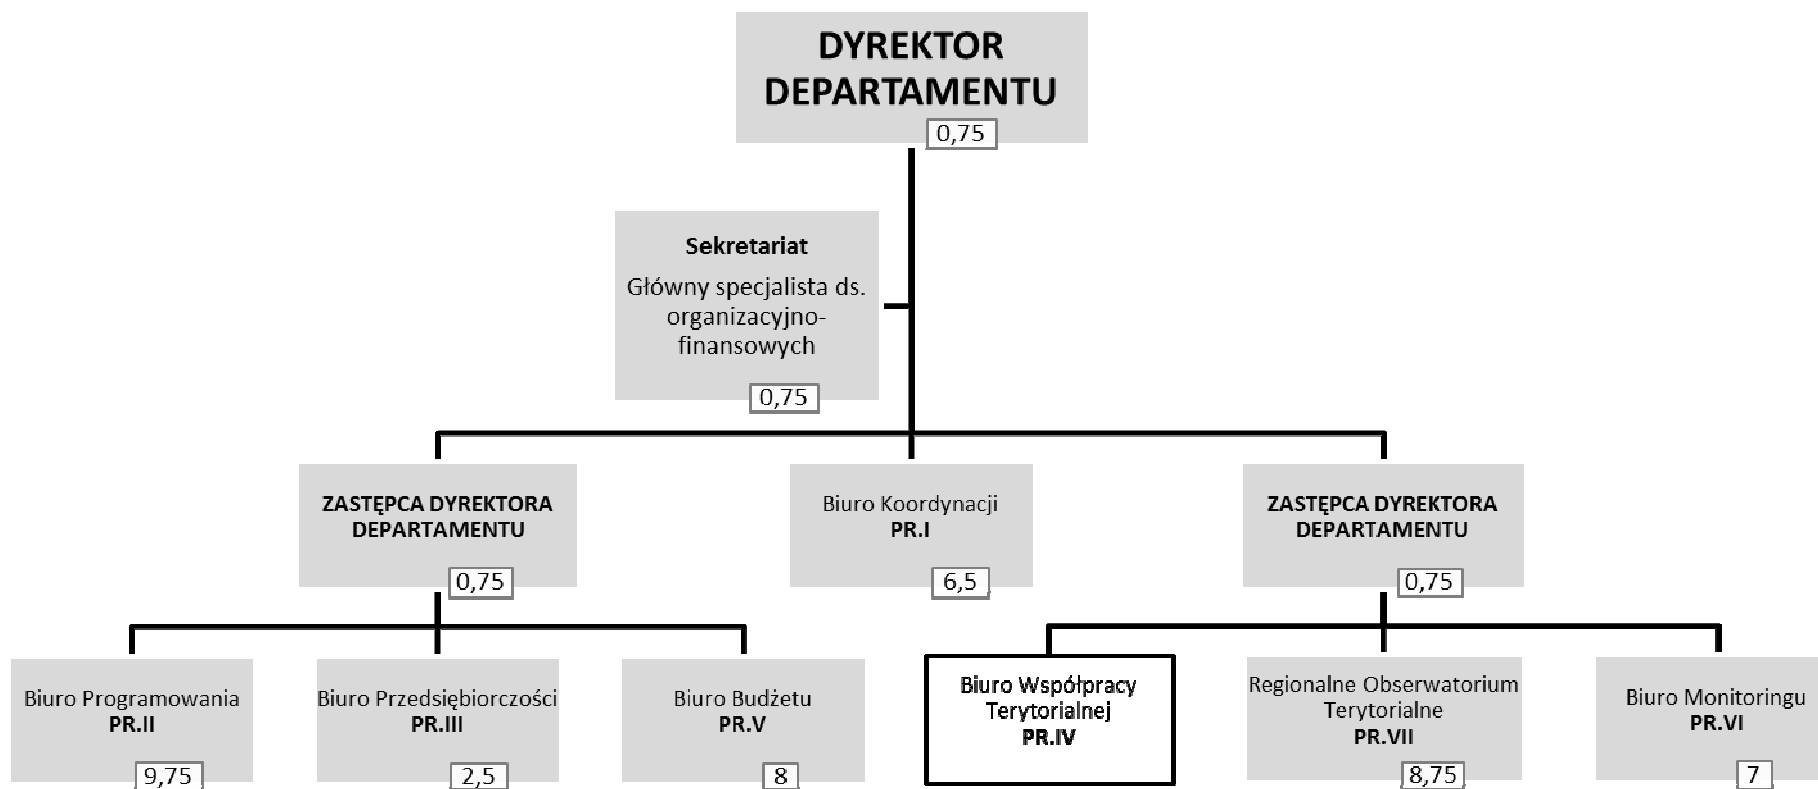 DYREKTOR
DEPARTAMENTU
0,75
Sekretariat
Główny specjalista ds.
organizacyjno-
finansowych
0,75
ZASTĘPCA DYREKTORA
DEPARTAMENTU
0,75
Biuro Koordynacji
PR.I
6,5
ZASTĘPCA DYREKTORA
DEPARTAMENTU
0,75
Biuro Programowania
PR.II
9,75
Biuro Przedsiębiorczości
PR.III
2,5
Biuro Budżetu
PR.V
8
Biuro Współpracy
Terytorialnej
PR.IV
Regionalne Obserwatorium
Terytorialne
PR.VII
8,75
Biuro Monitoringu
PR.VI
7